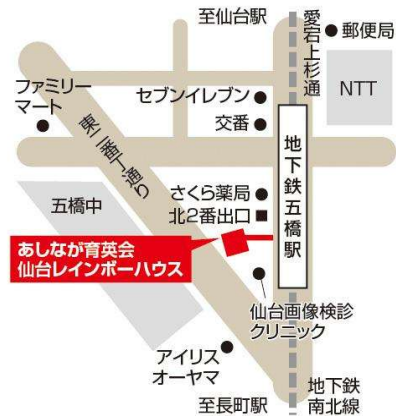 至仙台駅
愛宕上杉通
郵便局
NTT
ファミリー
マート
セブンイレブン
交番
東二番丁通り
地下鉄五橋駅
さくら薬局
北2番出口
五橋中
あしなが育英会
仙台レインボーハウス
仙台画像検診
クリニック
アイリス
オーヤマ
至長町駅
地下鉄
南北線